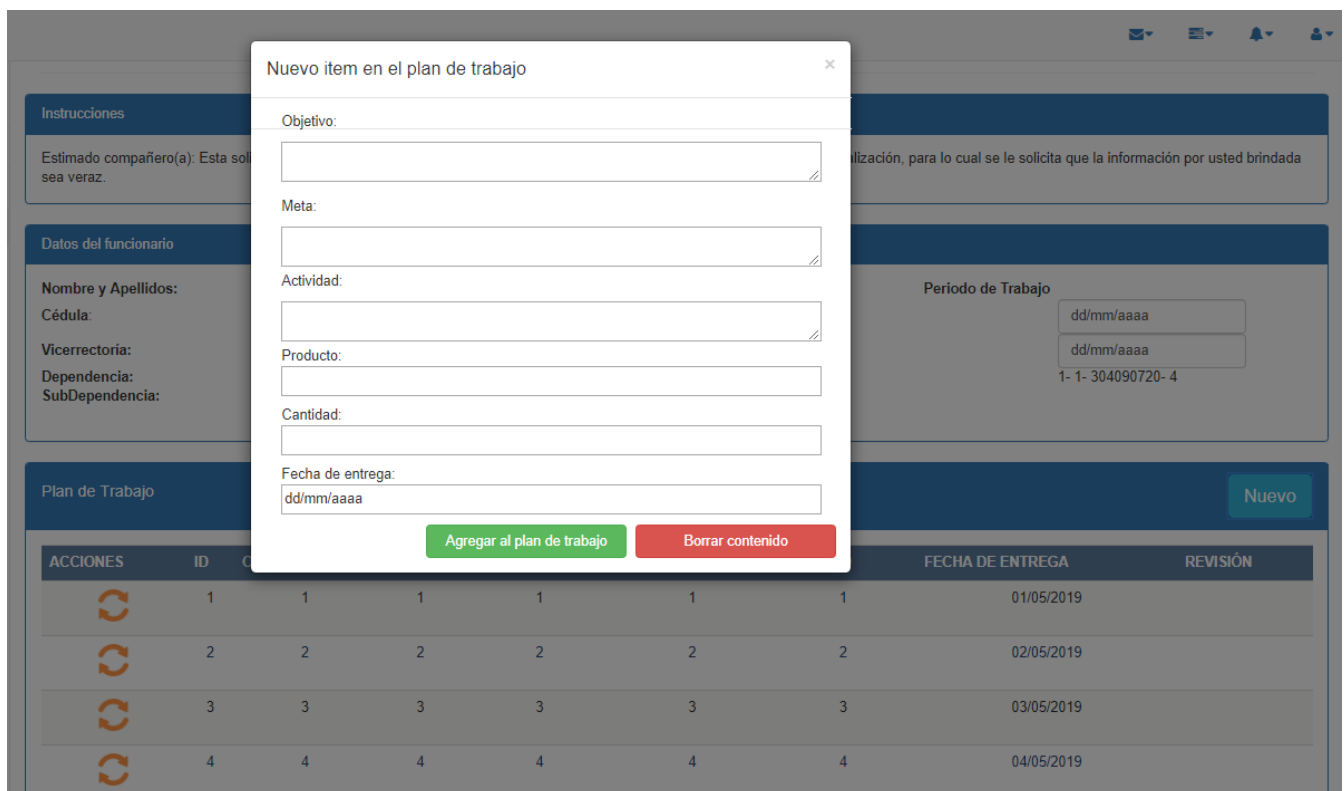 Nuevo item en el plan de trabajo ×
Objetivo:
Meta:
Actividad:
Producto:
Cantidad:
Fecha de entrega:
dd/mm/aaaa
Agregar al plan de trabajo Borrar contenido
Instrucciones
Estimado compañero(a): Esta alización, para lo cual se le solicita que la información por usted brindada
sea veraz.
Datos del funcionario
Nombre y Apellidos:
Cédula:
Vicerrectoría:
Dependencia:
SubDependencia:
Periodo de Trabajo
dd/mm/aaaa
dd/mm/aaaa
1- 1- 304090720- 4
Plan de Trabajo Nuevo
ACCIONES ID FECHA DE ENTREGA REVISIÓN
1 1 1 1 1 1 01/05/2019
2 2 2 2 2 2 02/05/2019
3 3 3 3 3 3 03/05/2019
4 4 4 4 4 4 04/05/2019